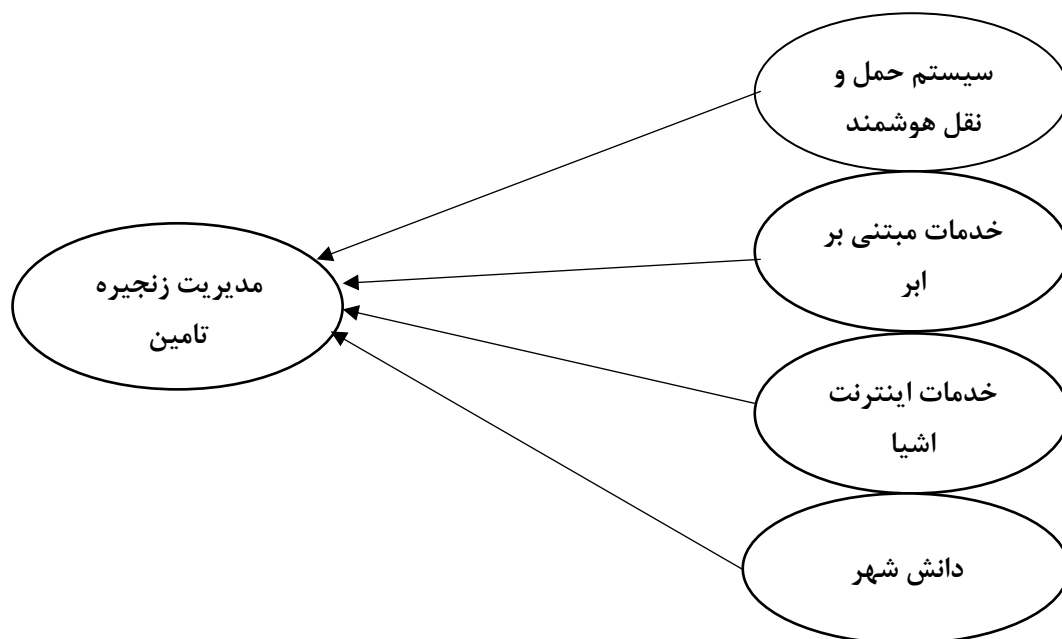 سیستم حمل و
نقل هوشمند
خدمات مبتنی بر
ابر
مدیریت زنجیره
تامین
خدمات اینترنت
اشیا
دانش شهر